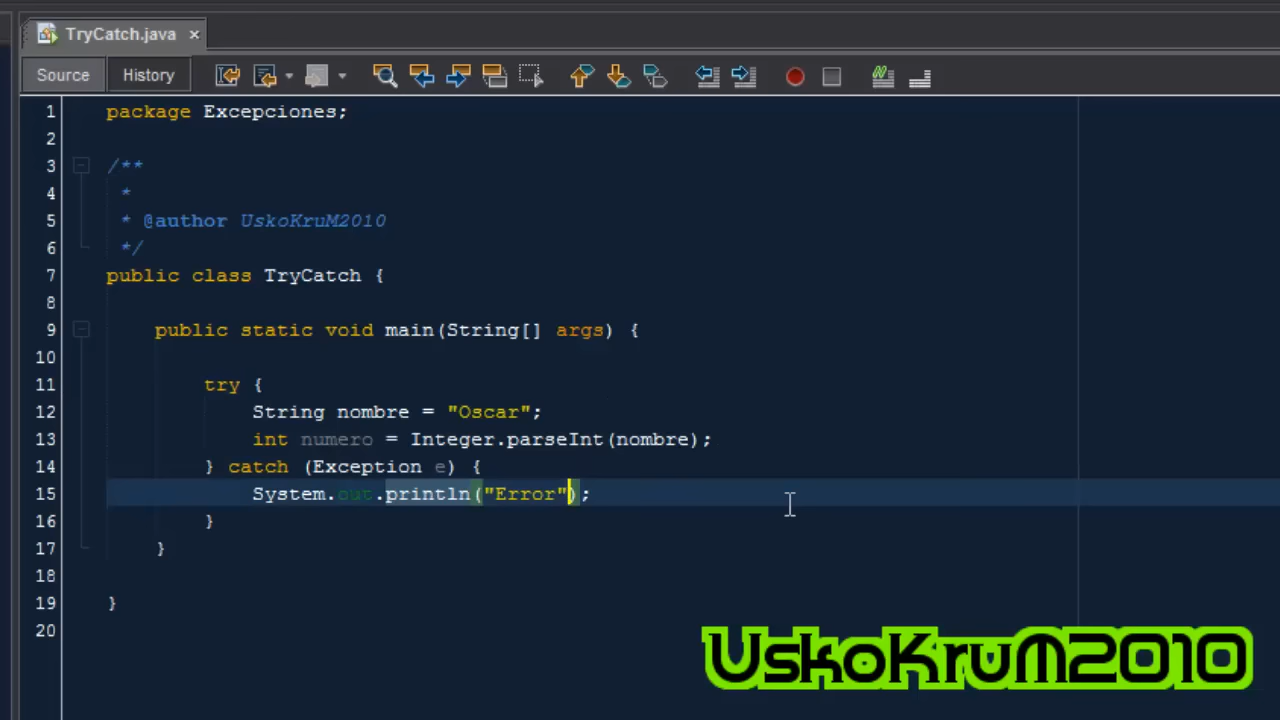 TryCatch.java
Source History
1 package Excepciones;
2
3 /**
4 *
5 * @author UskoKruM2010
6 */
7 public class TryCatch {
8
9 public static void main(String[] args) {
10
11 try {
12 String nombre = "Oscar";
13 int numero = Integer.parseInt(nombre);
14 } catch (Exception e) {
15 System.out.println("Error");
16 }
17 }
18
19 }
20
UskoKruM2010